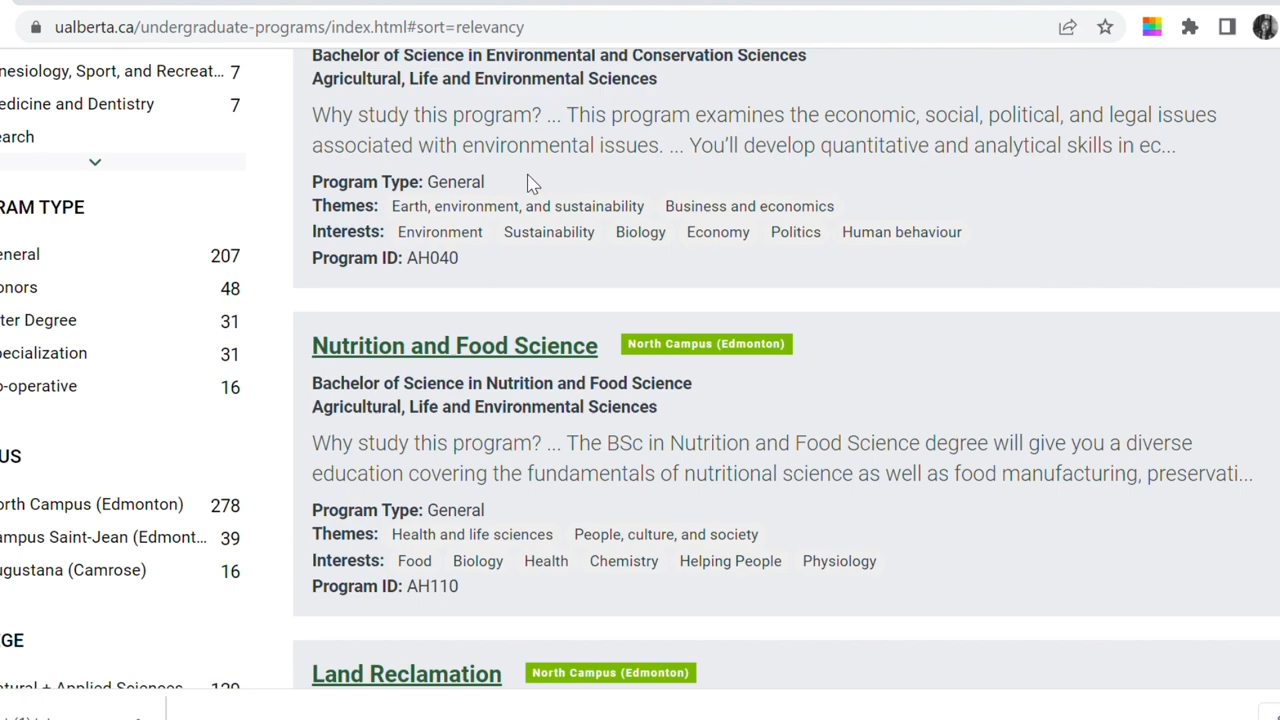 ualberta.ca/undergraduate-programs/index.html#sort=relevancy
nesiology, Sport, and Recreat... 7
edicine and Dentistry 7
earch
RAM TYPE
eneral 207
onors 48
ter Degree 31
pecialization 31
o-operative 16
US
orth Campus (Edmonton) 278
ampus Saint-Jean (Edmont... 39
ugustana (Camrose) 16
EGE
atural + Applied Sciences 129
Bachelor of Science in Environmental and Conservation Sciences
Agricultural, Life and Environmental Sciences
Why study this program? ... This program examines the economic, social, political, and legal issues
associated with environmental issues. ... You’ll develop quantitative and analytical skills in ec...
Program Type: General
Themes: Earth, environment, and sustainability Business and economics
Interests: Environment Sustainability Biology Economy Politics Human behaviour
Program ID: AH040
Nutrition and Food Science North Campus (Edmonton)
Bachelor of Science in Nutrition and Food Science
Agricultural, Life and Environmental Sciences
Why study this program? ... The BSc in Nutrition and Food Science degree will give you a diverse
education covering the fundamentals of nutritional science as well as food manufacturing, preservati...
Program Type: General
Themes: Health and life sciences People, culture, and society
Interests: Food Biology Health Chemistry Helping People Physiology
Program ID: AH110
Land Reclamation North Campus (Edmonton)